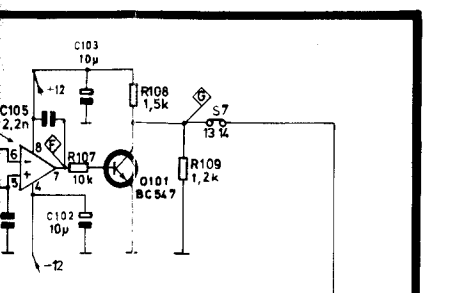 C103
10µ
+12
R108
1,5k
G
S7
13 14
C105
2,2n
F
8
6
5
7
4
R107
10k
Q101
BC547
R109
1,2k
C102
10µ
-12